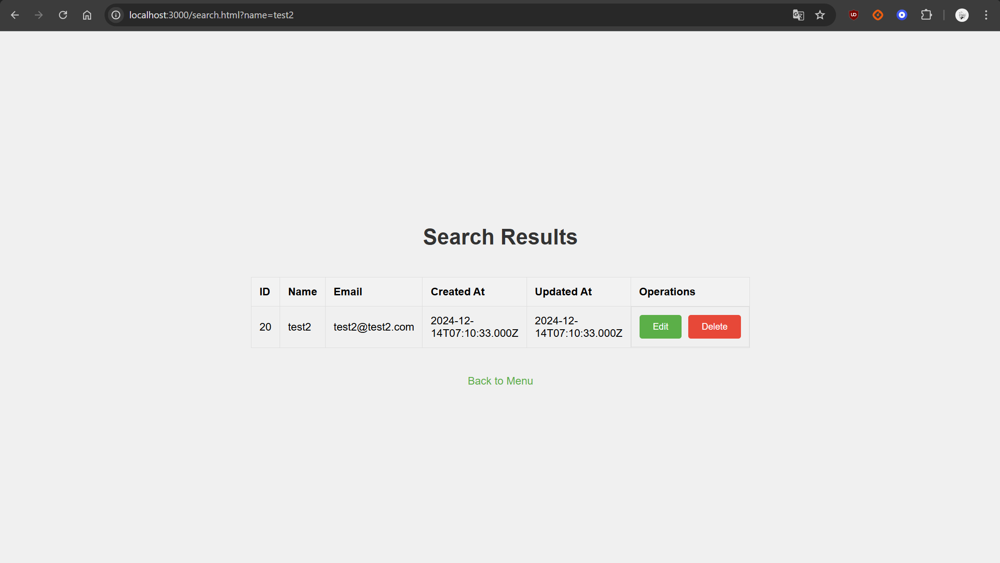 localhost:3000/search.html?name=test2
Search Results
ID Name Email Created At Updated At Operations
20 test2 test2@test2.com 2024-12-14T07:10:33.000Z 2024-12-14T07:10:33.000Z Edit Delete
Back to Menu